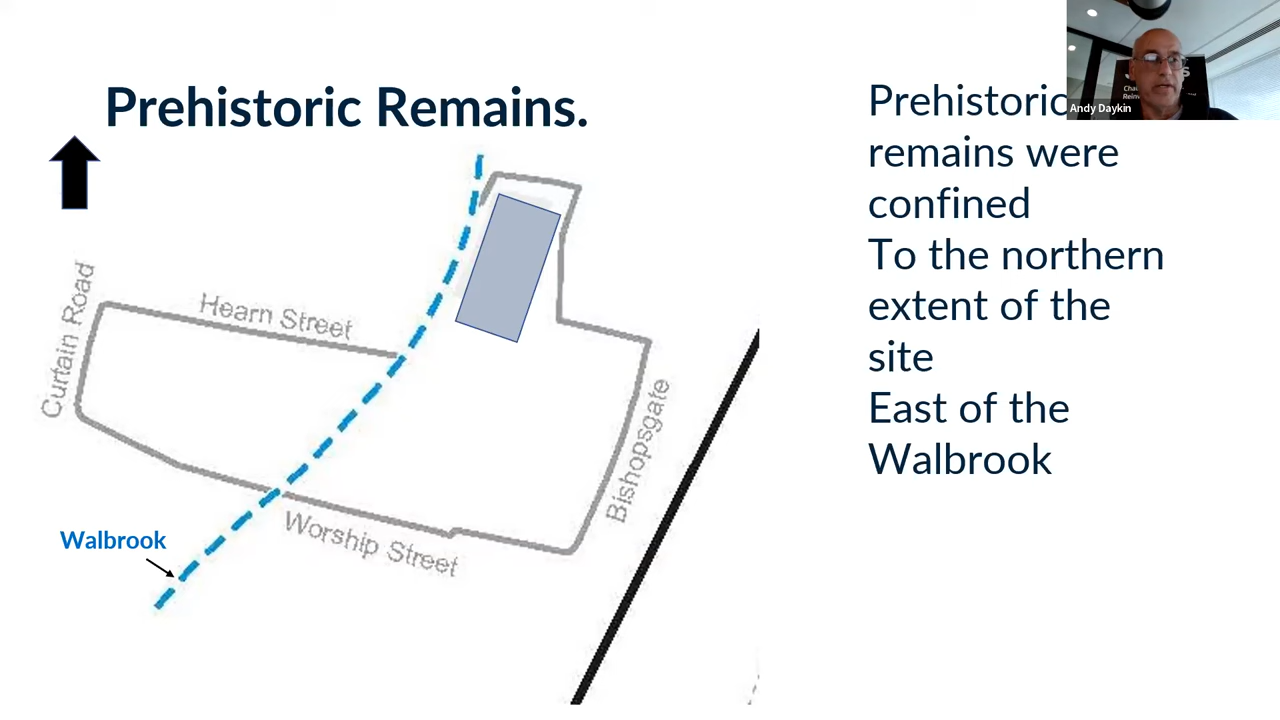 Prehistoric Remains.
Curtain Road
Hearn Street
Worship Street
Bishopsgate
Walbrook
Prehistoric
remains were
confined
To the northern
extent of the
site
East of the
Walbrook
Andy Daykin